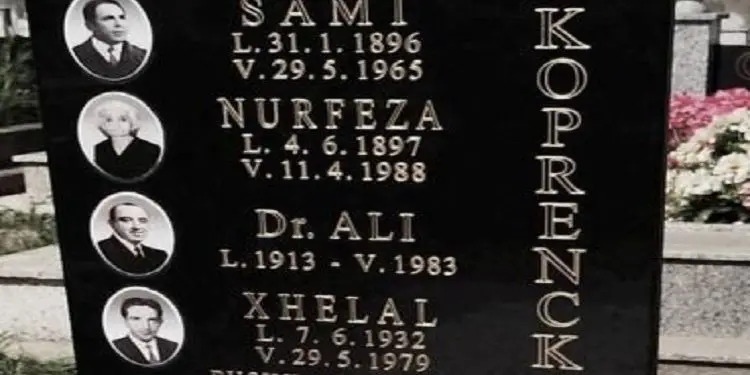 SAMI
L. 31. 1. 1896
V. 29. 5. 1965
NURFEZA
L. 4. 6. 1897
V. 11. 4. 1988
Dr. ALI
L. 1913 - V. 1983
XHELAL
L. 7. 6. 1932
V. 29. 5. 1979
KOPRENCK